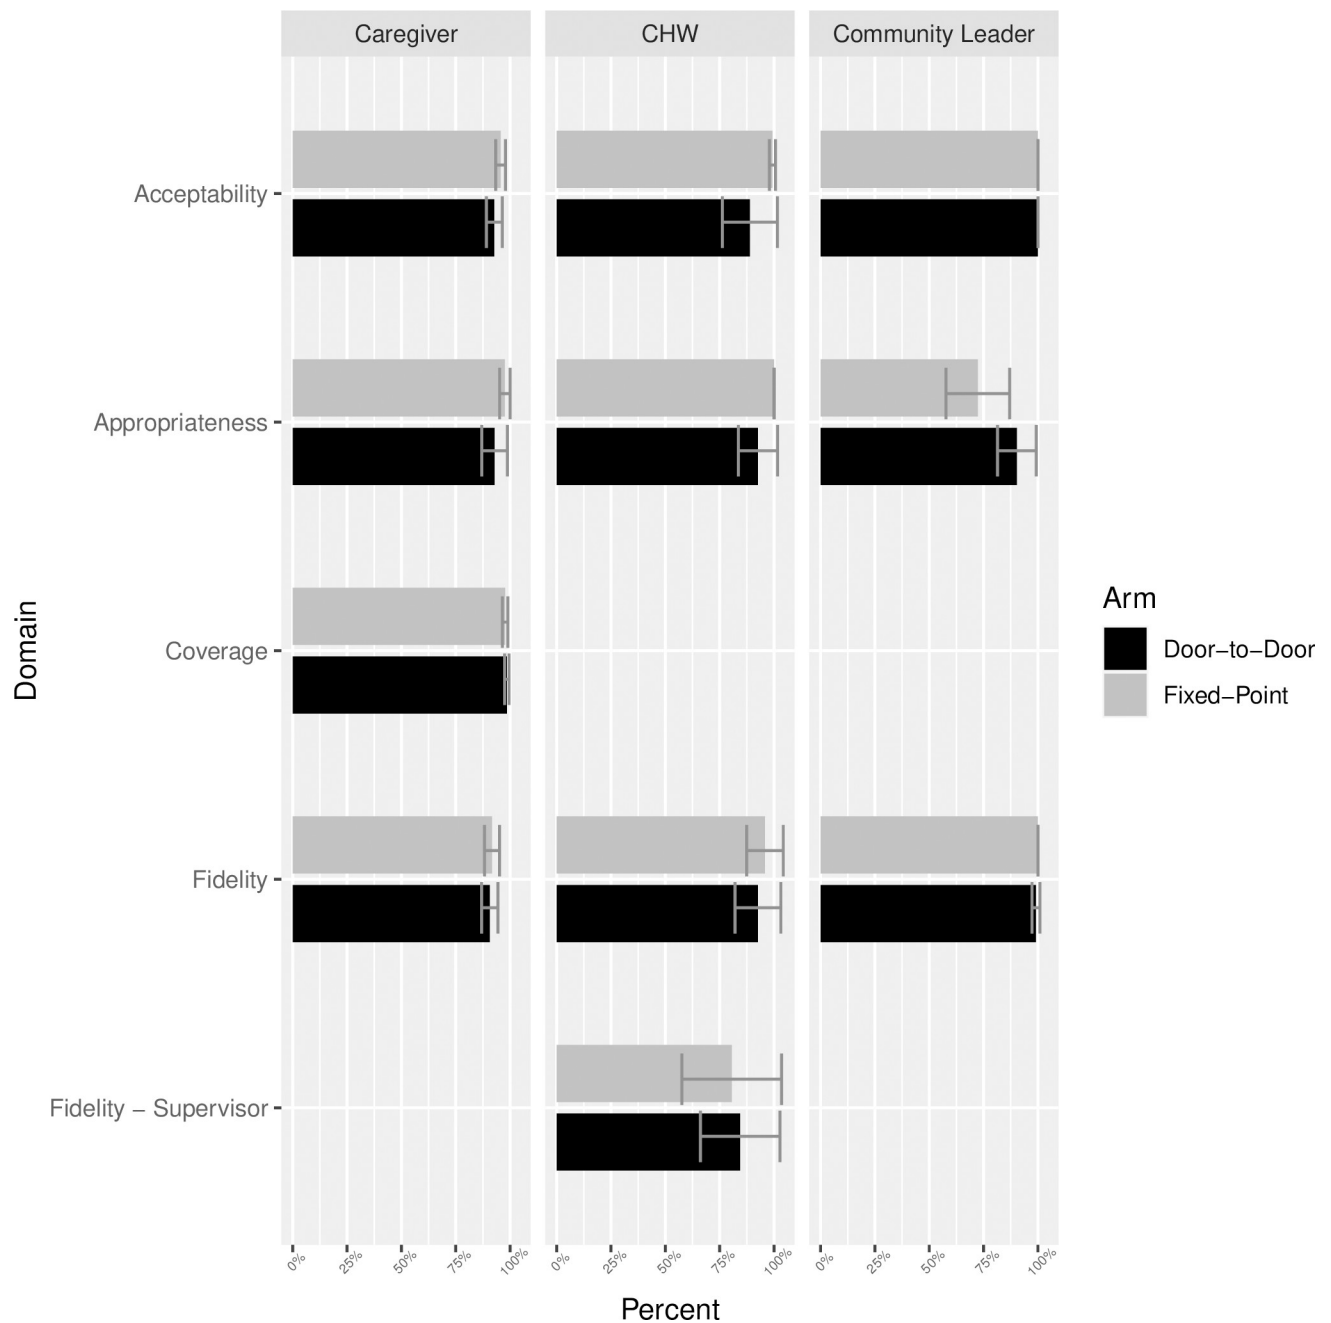 Caregiver CHW Community Leader
Acceptability
Appropriateness
Coverage
Fidelity
Fidelity – Supervisor
Domain
0% 25% 50% 75% 100% 0% 25% 50% 75% 100% 0% 25% 50% 75% 100%
Percent
Arm
Door–to–Door
Fixed–Point